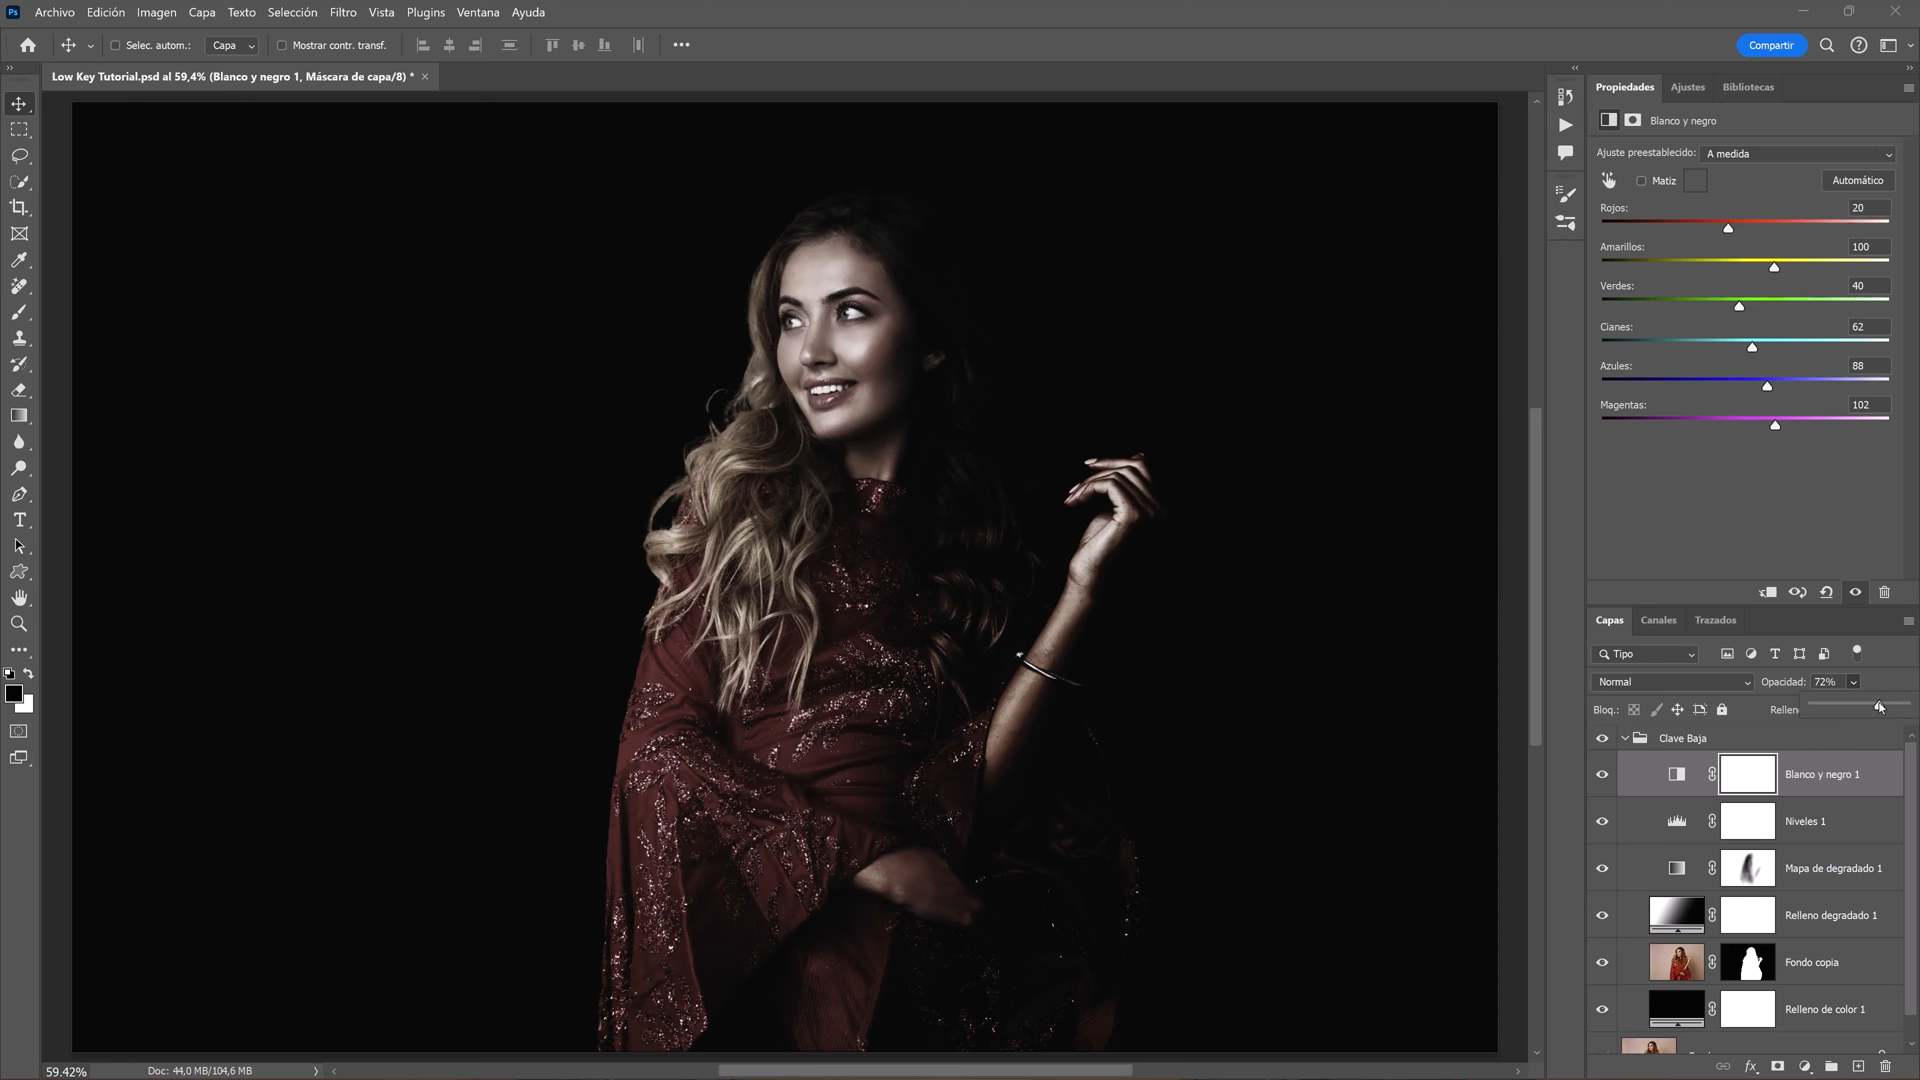 Ps Archivo Edición Imagen Capa Texto Selección Filtro Vista Plugins Ventana Ayuda
Selec. autom.: Capa Mostrar contr. transf. Compartir
Low Key Tutorial.psd al 59,4% (Blanco y negro 1, Máscara de capa/8) *
Propiedades Ajustes Bibliotecas
Blanco y negro
Ajuste preestablecido: A medida
Matiz Automático
Rojos: 20
Amarillos: 100
Verdes: 40
Cianes: 62
Azules: 88
Magentas: 102
Capas Canales Trazados
Tipo
Normal Opacidad: 72%
Bloq.: Rellen
Clave Baja
Blanco y negro 1
Niveles 1
Mapa de degradado 1
Relleno degradado 1
Fondo copia
Relleno de color 1
59.42% Doc: 44,0 MB/104,6 MB